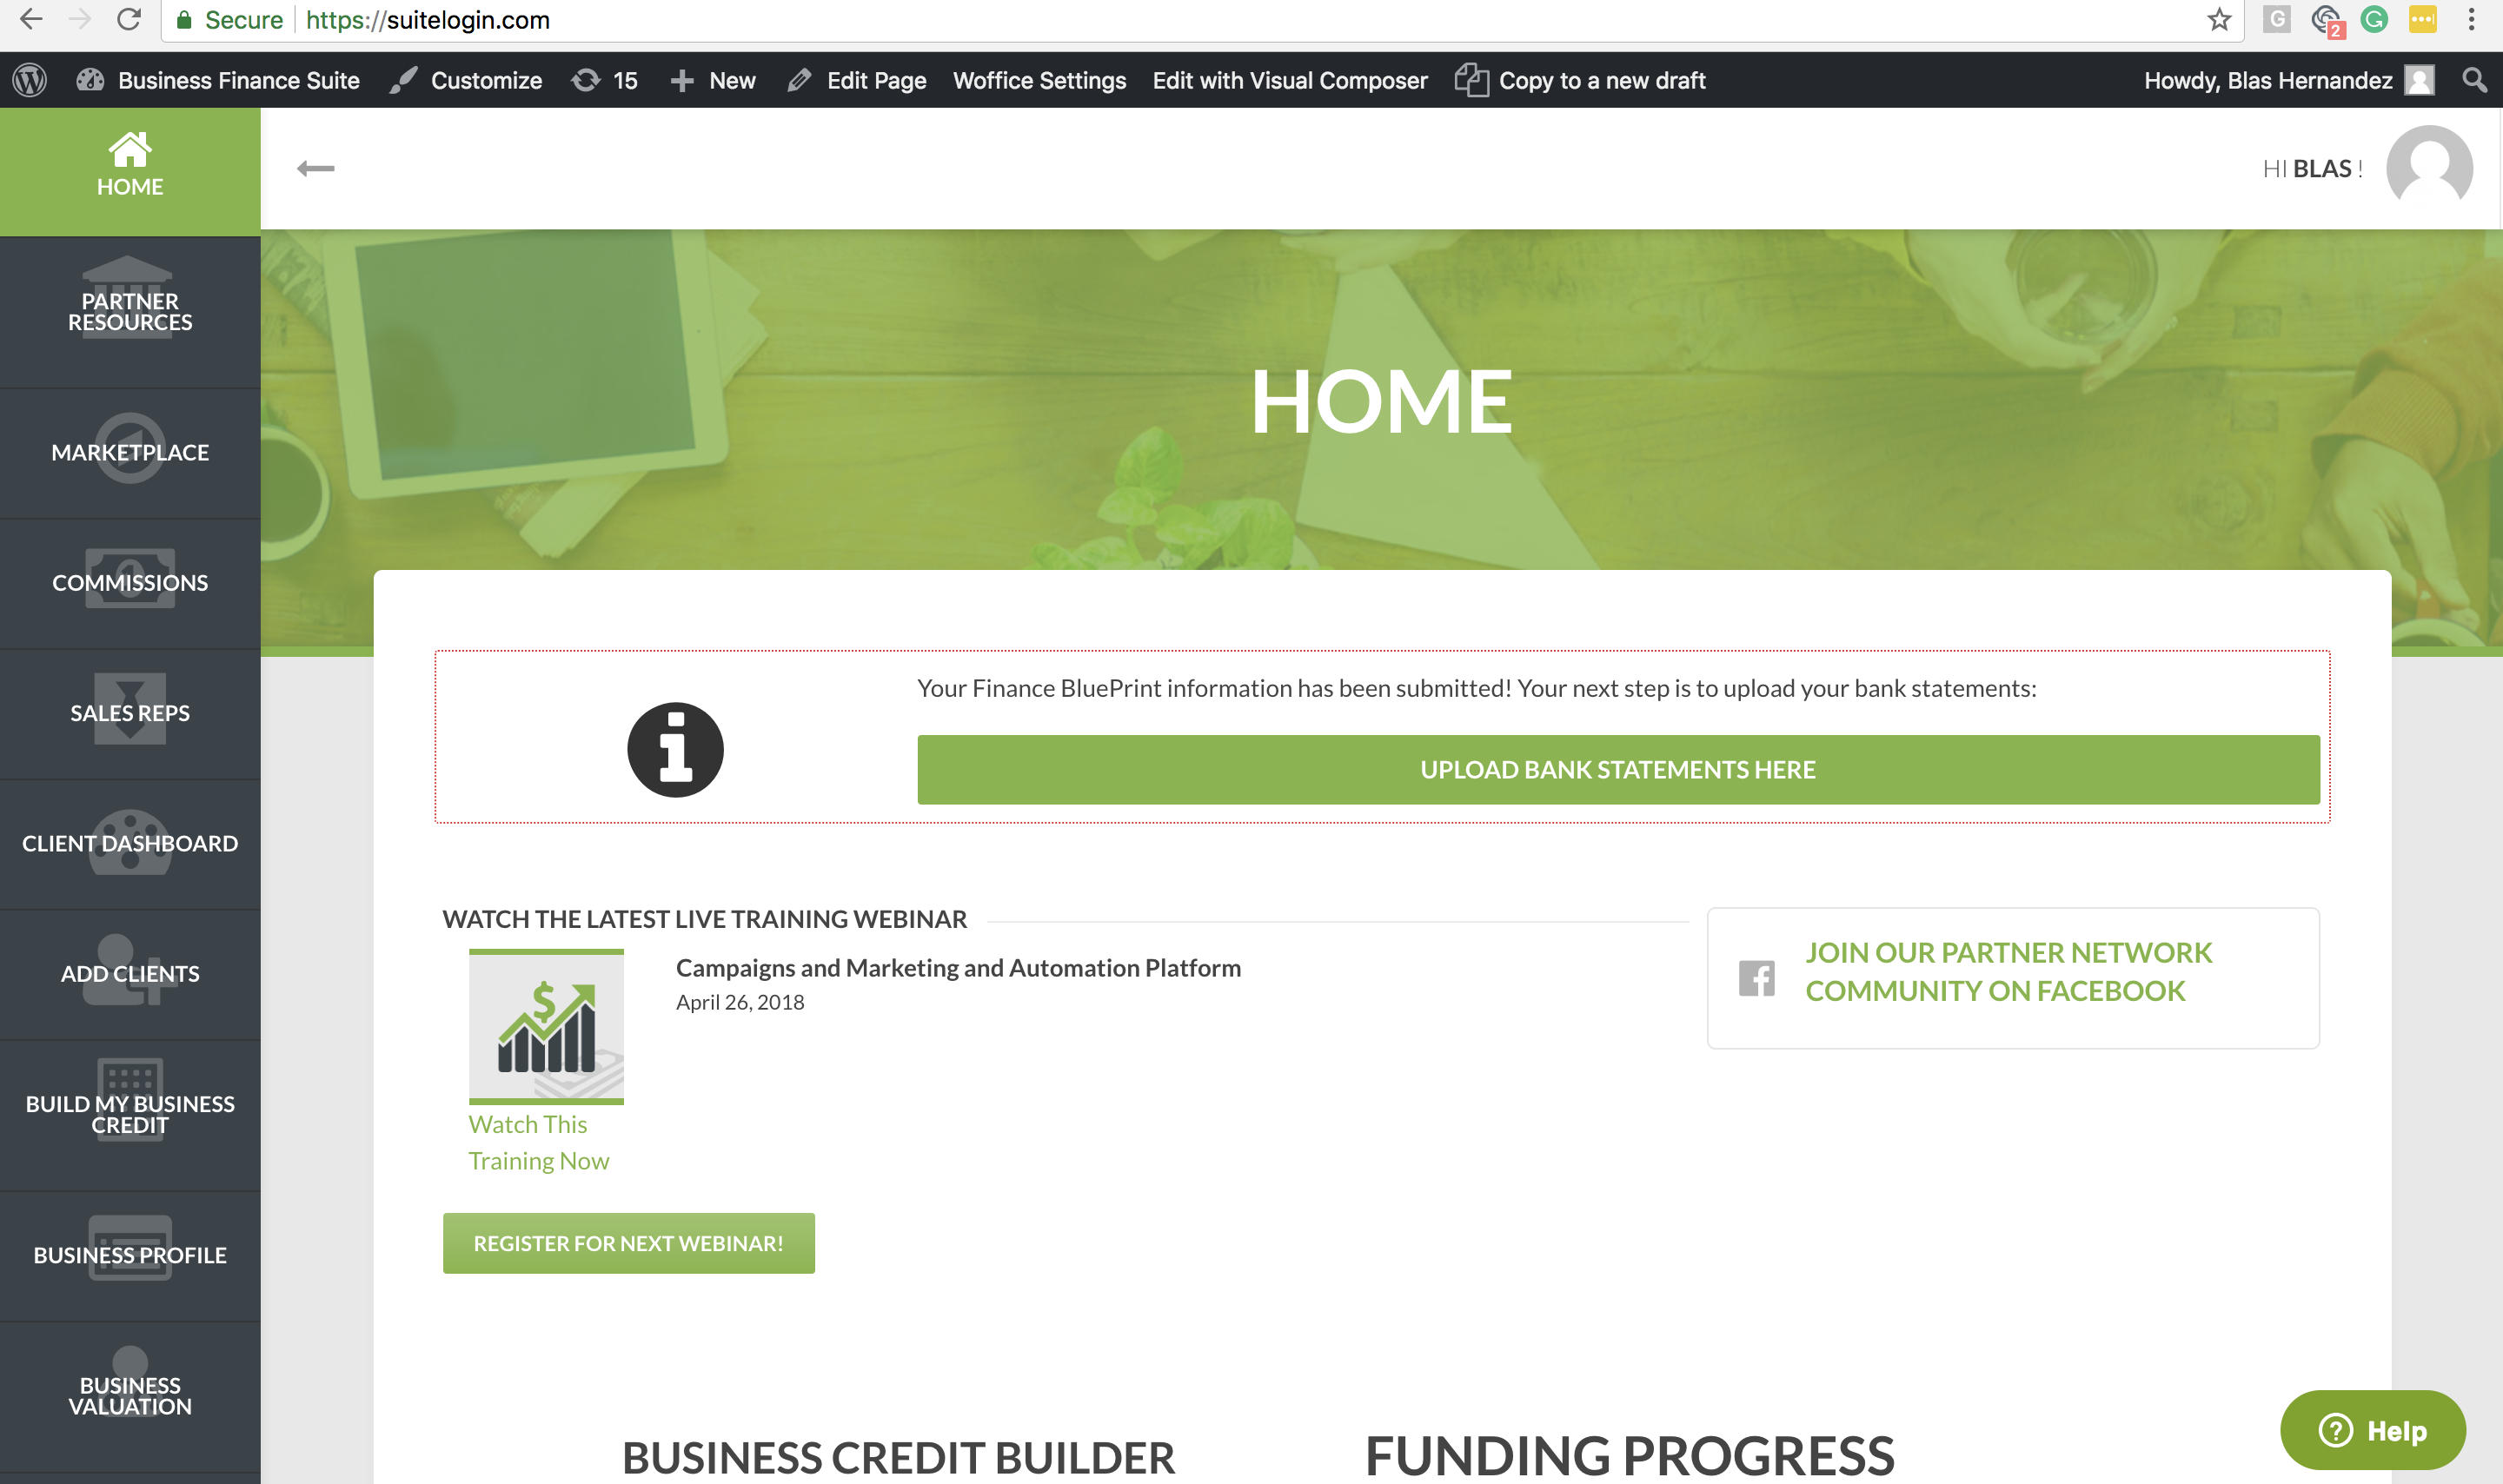 Secure https://suitelogin.com
G 2 G
Business Finance Suite Customize 15 New Edit Page Woffice Settings Edit with Visual Composer Copy to a new draft Howdy, Blas Hernandez
HOME
HI BLAS !
PARTNER
RESOURCES
MARKETPLACE
COMMISSIONS
SALES REPS
CLIENT DASHBOARD
ADD CLIENTS
BUILD MY BUSINESS
CREDIT
BUSINESS PROFILE
BUSINESS
VALUATION
HOME
Your Finance BluePrint information has been submitted! Your next step is to upload your bank statements:
UPLOAD BANK STATEMENTS HERE
WATCH THE LATEST LIVE TRAINING WEBINAR
Campaigns and Marketing and Automation Platform
April 26, 2018
$
Watch This
Training Now
REGISTER FOR NEXT WEBINAR!
JOIN OUR PARTNER NETWORK
COMMUNITY ON FACEBOOK
BUSINESS CREDIT BUILDER
FUNDING PROGRESS
? Help